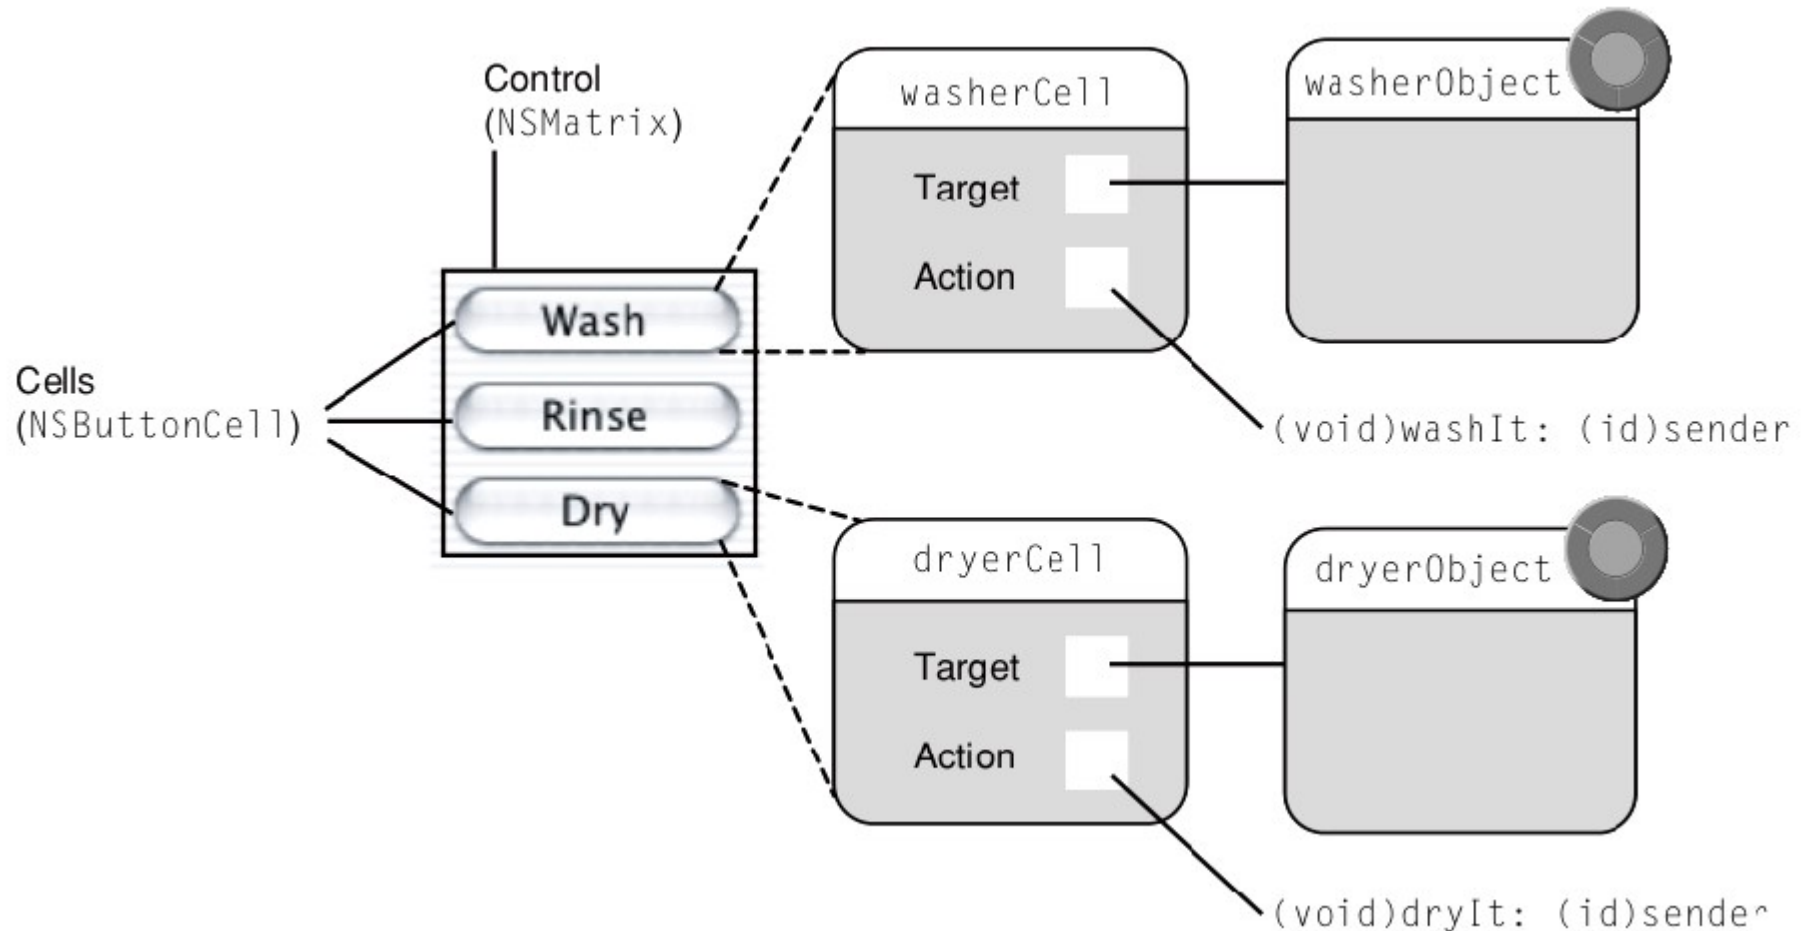 Control
(NSMatrix)
Cells
(NSButtonCell)
Wash
Rinse
Dry
washerCell
Target
Action
washerObject
(void)washIt: (id)sender
dryerCell
Target
Action
dryerObject
(void)dryIt: (id)sender